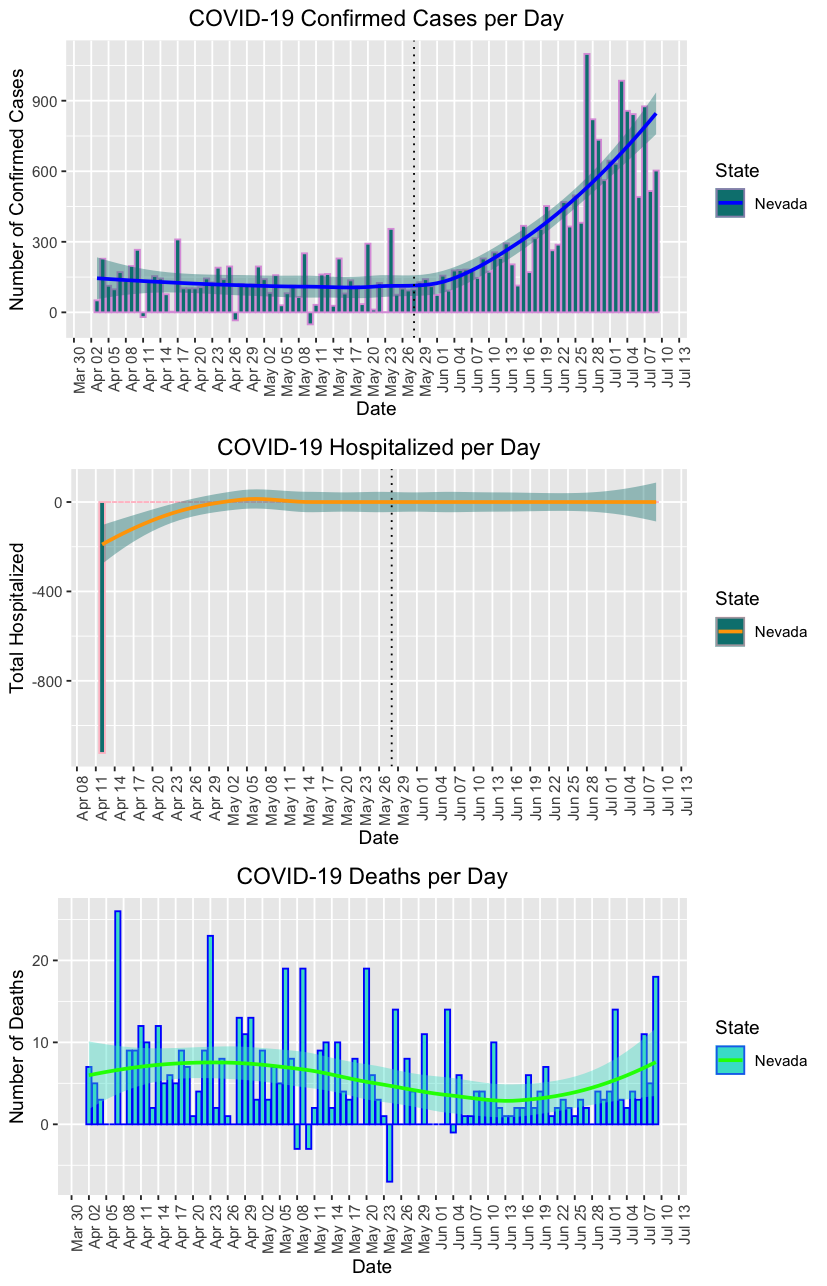 COVID-19 Confirmed Cases per Day
Number of Confirmed Cases
900
600
300
0
Mar 30
Apr 02
Apr 05
Apr 08
Apr 11
Apr 14
Apr 17
Apr 20
Apr 23
Apr 26
Apr 29
May 02
May 05
May 08
May 11
May 14
May 17
May 20
May 23
May 26
May 29
Jun 01
Jun 04
Jun 07
Jun 10
Jun 13
Jun 16
Jun 19
Jun 22
Jun 25
Jun 28
Jul 01
Jul 04
Jul 07
Jul 10
Jul 13
Date
State
Nevada
COVID-19 Hospitalized per Day
Total Hospitalized
0
-400
-800
Apr 08
Apr 11
Apr 14
Apr 17
Apr 20
Apr 23
Apr 26
Apr 29
May 02
May 05
May 08
May 11
May 14
May 17
May 20
May 23
May 26
May 29
Jun 01
Jun 04
Jun 07
Jun 10
Jun 13
Jun 16
Jun 19
Jun 22
Jun 25
Jun 28
Jul 01
Jul 04
Jul 07
Jul 10
Jul 13
Date
State
Nevada
COVID-19 Deaths per Day
Number of Deaths
20
10
0
Mar 30
Apr 02
Apr 05
Apr 08
Apr 11
Apr 14
Apr 17
Apr 20
Apr 23
Apr 26
Apr 29
May 02
May 05
May 08
May 11
May 14
May 17
May 20
May 23
May 26
May 29
Jun 01
Jun 04
Jun 07
Jun 10
Jun 13
Jun 16
Jun 19
Jun 22
Jun 25
Jun 28
Jul 01
Jul 04
Jul 07
Jul 10
Jul 13
Date
State
Nevada